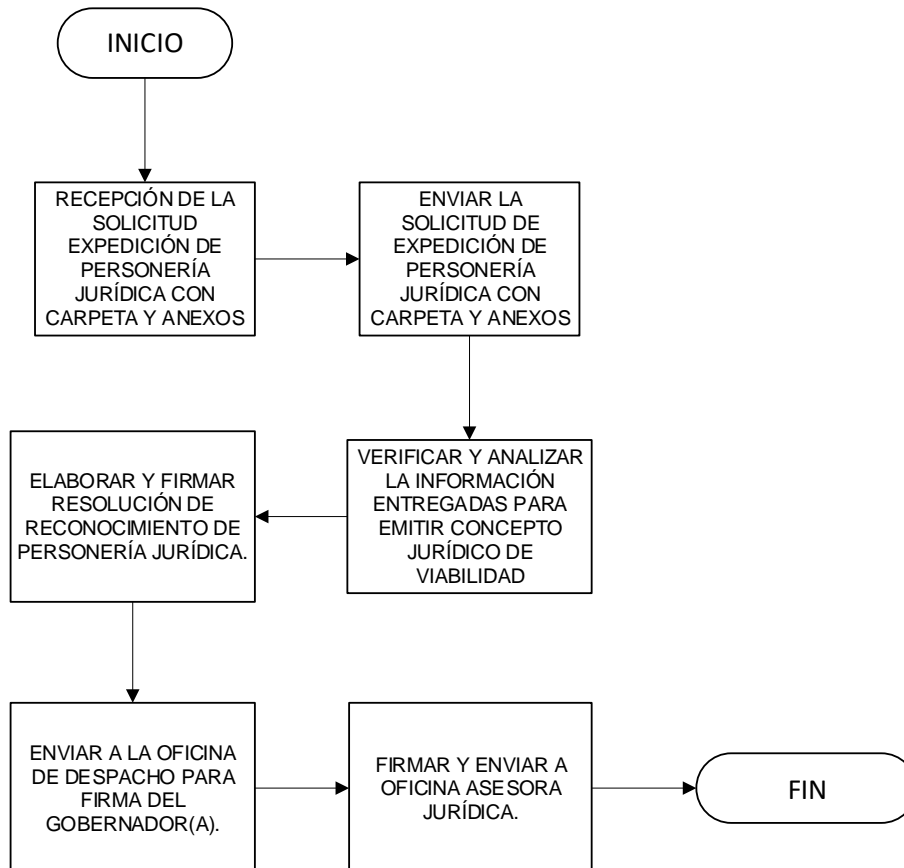 INICIO
RECEPCIÓN DE LA
SOLICITUD
EXPEDICIÓN DE
PERSONERÍA
JURÍDICA CON
CARPETA Y ANEXOS
ENVIAR LA
SOLICITUD DE
EXPEDICIÓN DE
PERSONERÍA
JURÍDICA CON
CARPETA Y ANEXOS
VERIFICAR Y ANALIZAR
LA INFORMACIÓN
ENTREGADAS PARA
EMITIR CONCEPTO
JURÍDICO DE
VIABILIDAD
ELABORAR Y FIRMAR
RESOLUCIÓN DE
RECONOCIMIENTO DE
PERSONERÍA JURÍDICA.
ENVIAR A LA OFICINA
DE DESPACHO PARA
FIRMA DEL
GOBERNADOR(A).
FIRMAR Y ENVIAR A
OFICINA ASESORA
JURÍDICA.
FIN